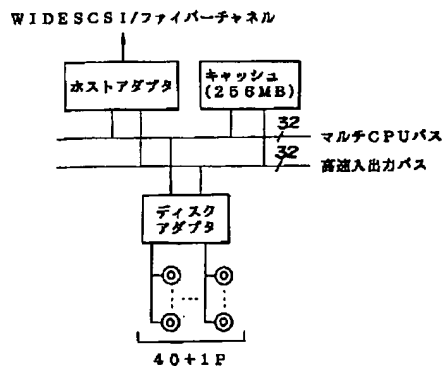 WIDESCSI/ファイバーチャネル
ホストアダプタ
キャッシュ
(256MB)
32
マルチCPUバス
32
高速入出力バス
ディスク
アダプタ
40+1P